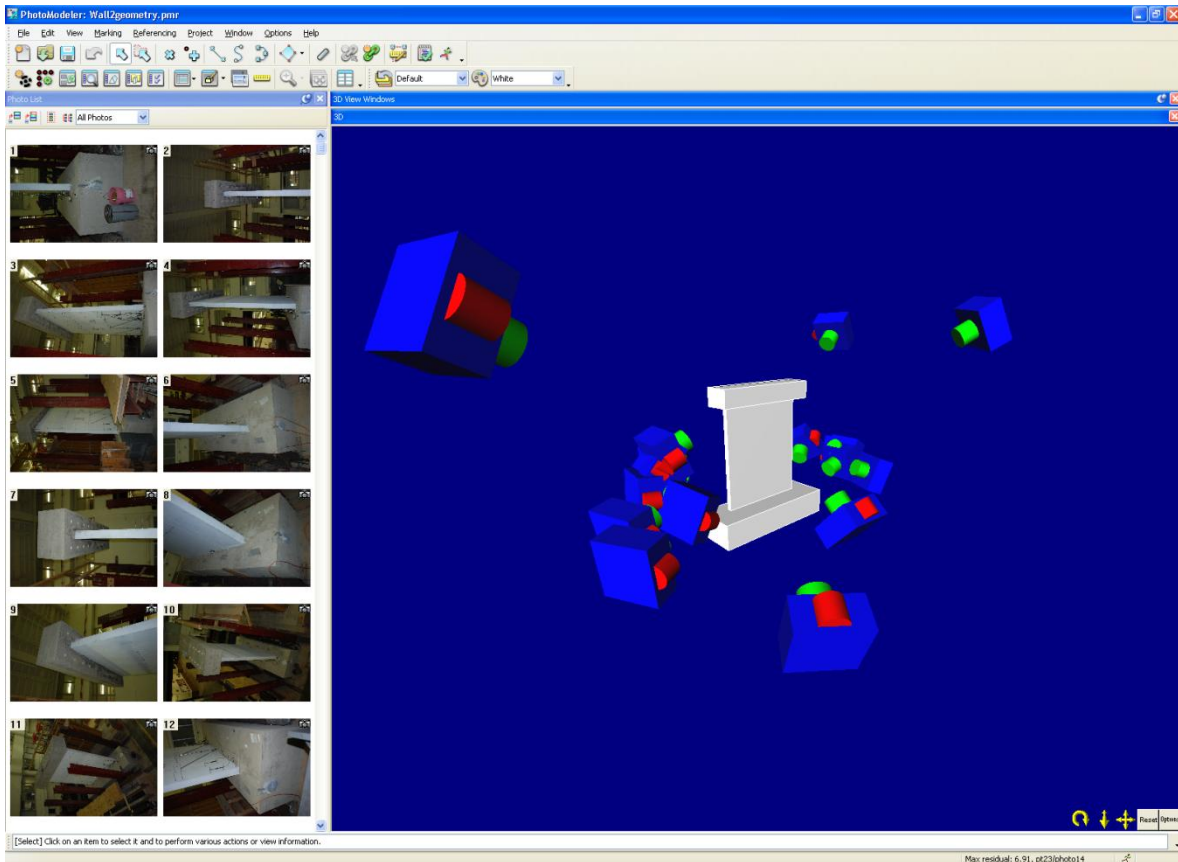 PhotoModeler: Wall2geometry.pmr
File Edit View Marking Referencing Project Window Options Help
Default White
Photo List
3D View Windows
All Photos
3D
1 2
3 4
5 6
7 8
9 10
11 12
Reset
[Select] Click on an item to select it and to perform various actions or view information.
Max residual: 6.91, pt23/photo14